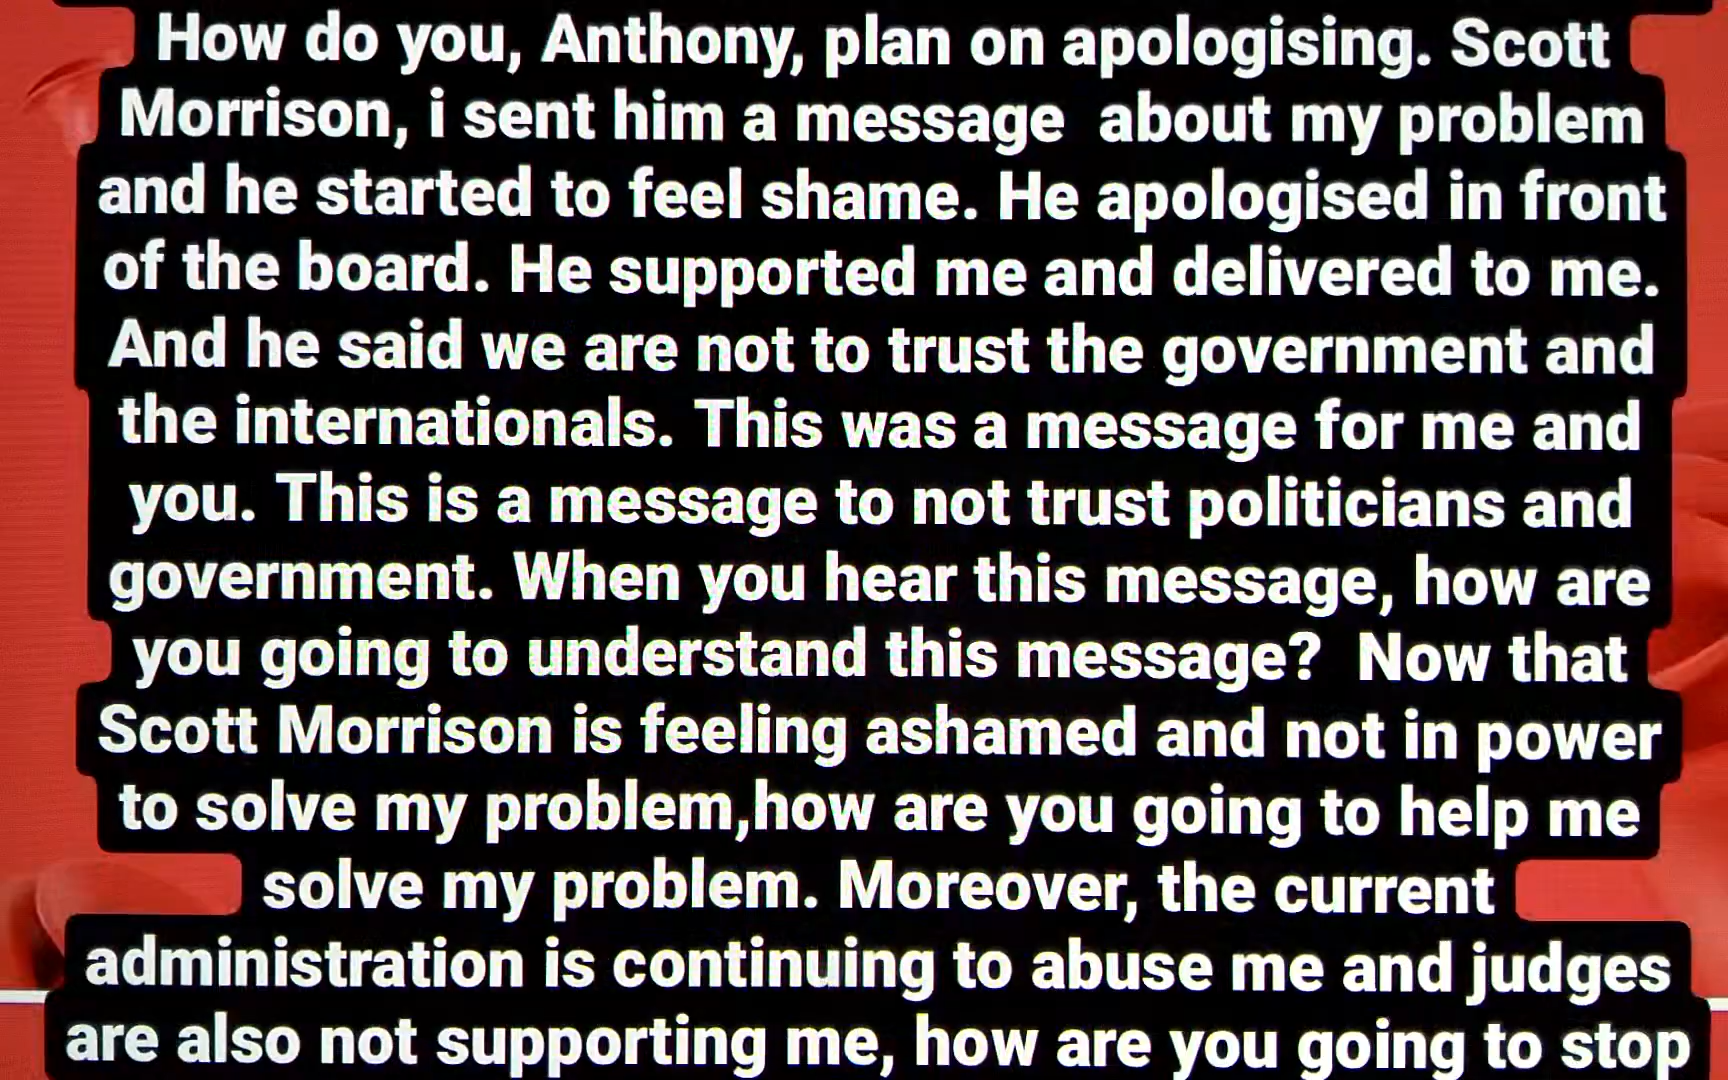 How do you, Anthony, plan on apologising. Scott
Morrison, i sent him a message  about my problem
and he started to feel shame. He apologised in front
of the board. He supported me and delivered to me.
And he said we are not to trust the government and
the internationals. This was a message for me and
you. This is a message to not trust politicians and
government. When you hear this message, how are
you going to understand this message?  Now that
Scott Morrison is feeling ashamed and not in power
to solve my problem,how are you going to help me
solve my problem. Moreover, the current
administration is continuing to abuse me and judges
are also not supporting me, how are you going to stop